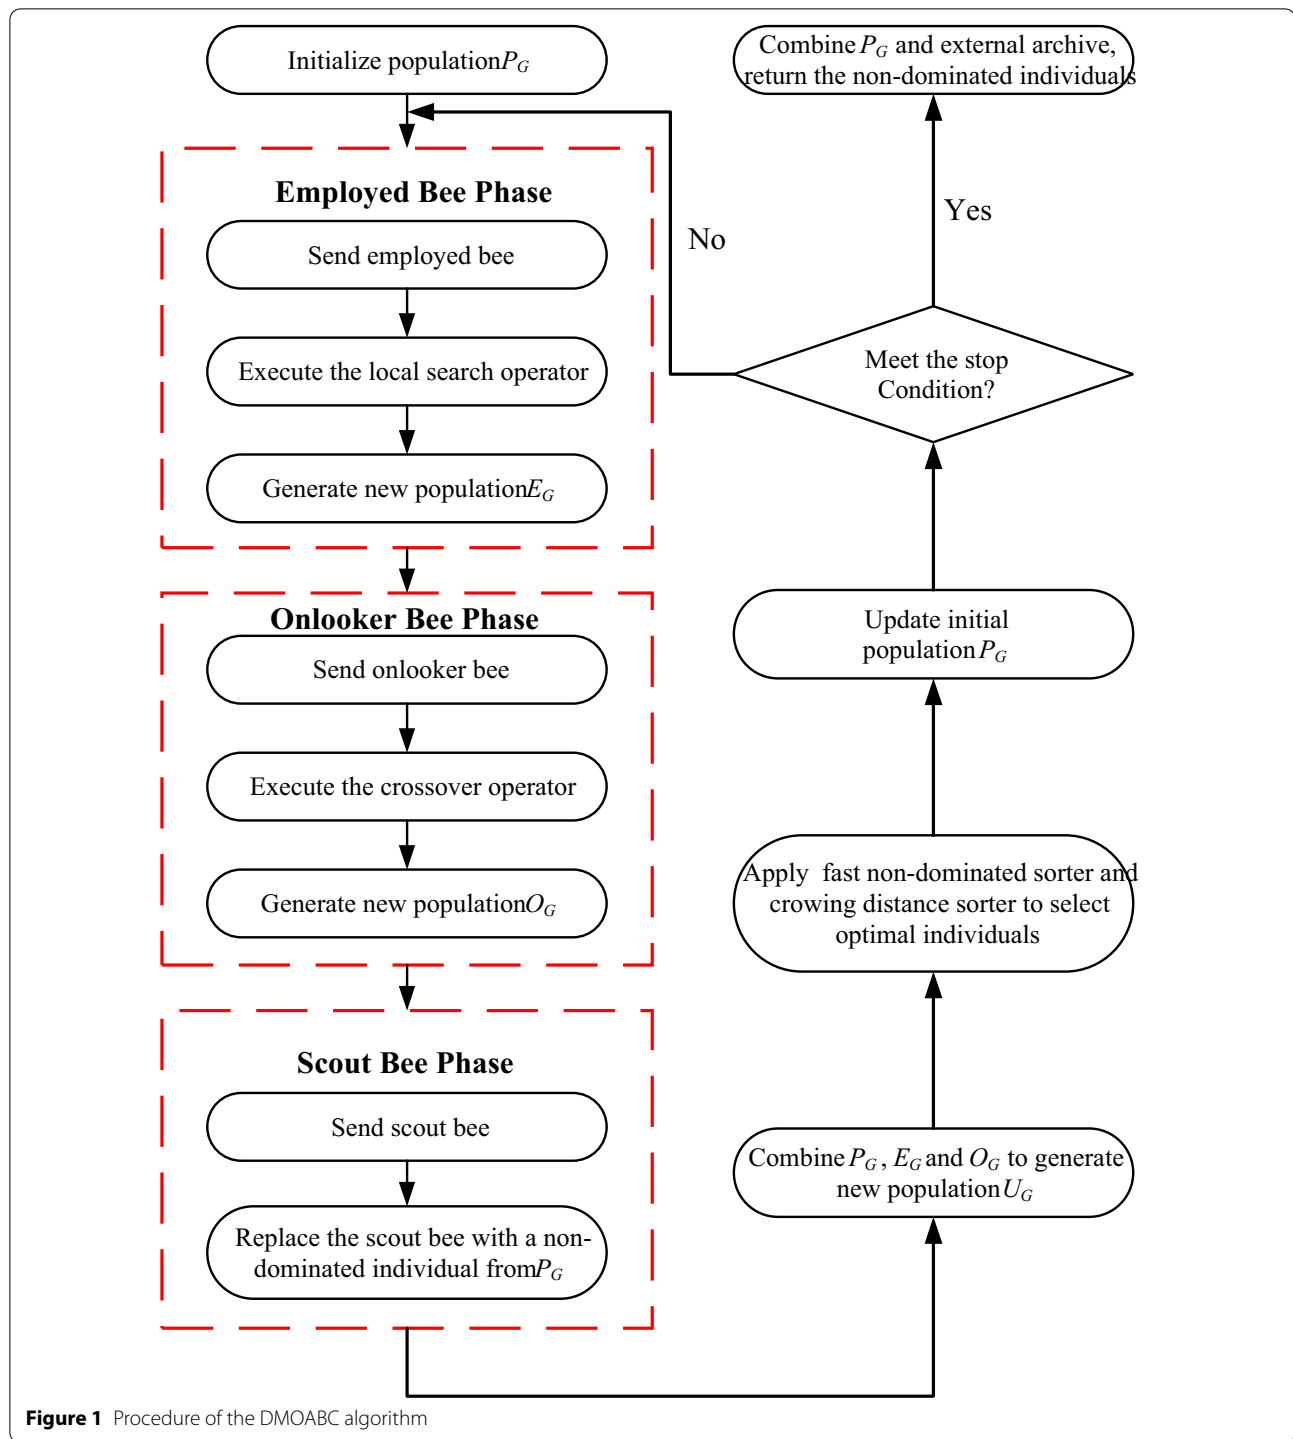 Initialize population P_G
Employed Bee Phase
Send employed bee
Execute the local search operator
Generate new population E_G
Onlooker Bee Phase
Send onlooker bee
Execute the crossover operator
Generate new population O_G
Scout Bee Phase
Send scout bee
Replace the scout bee with a non-
dominated individual from P_G
Combine P_G, E_G and O_G to generate
new population U_G
Apply fast non-dominated sorter and
crowing distance sorter to select
optimal individuals
Update initial
population P_G
Meet the stop
Condition?
No
Yes
Combine P_G and external archive,
return the non-dominated individuals
Figure 1 Procedure of the DMOABC algorithm